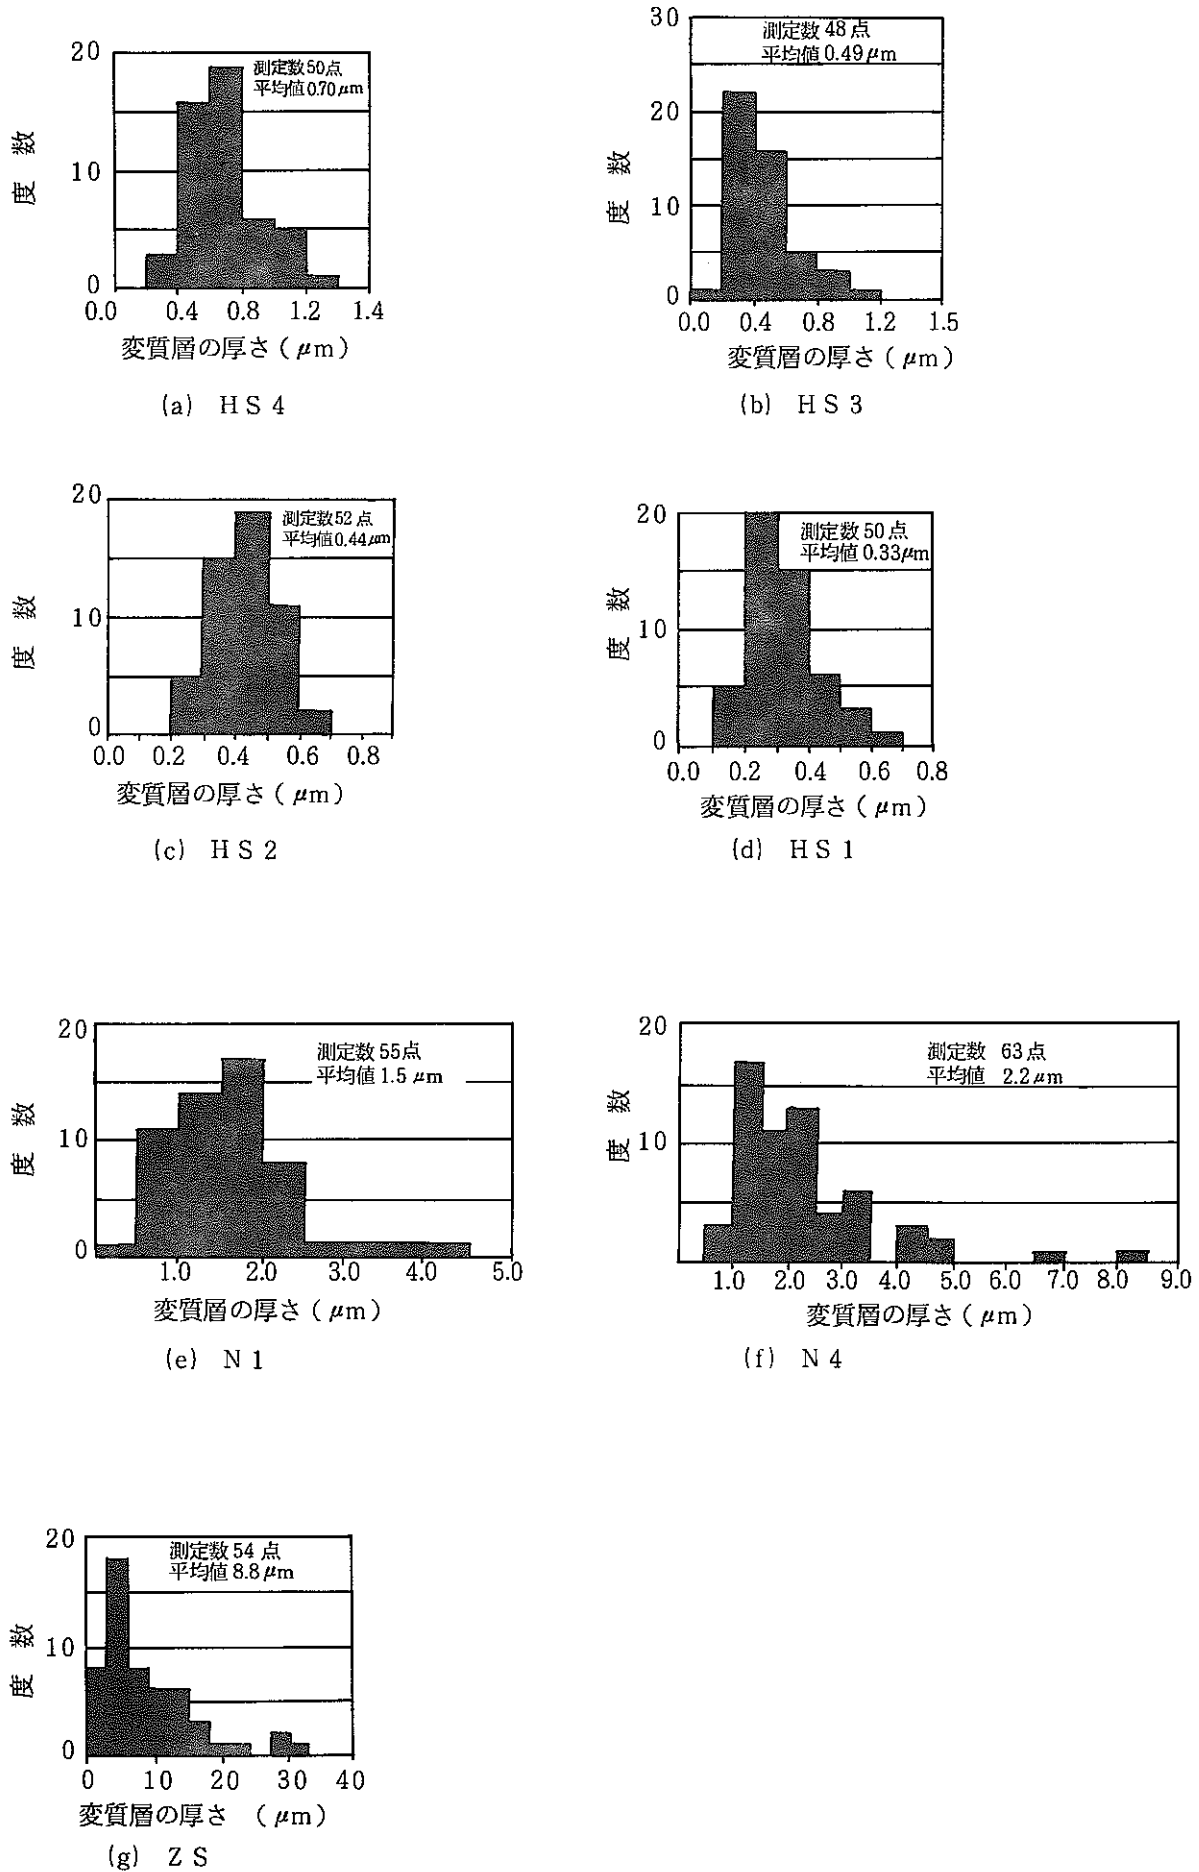 20
10
0
度 数
測定数50点
平均値0.70μm
0.0 0.4 0.8 1.2 1.4
変質層の厚さ(μm)
(a) HS4
30
20
10
0
度 数
測定数48点
平均値0.49μm
0.0 0.4 0.8 1.2 1.5
変質層の厚さ(μm)
(b) HS3
20
10
0
度 数
測定数52点
平均値0.44μm
0.0 0.2 0.4 0.6 0.8
変質層の厚さ(μm)
(c) HS2
20
10
0
度 数
測定数50点
平均値0.33μm
0.0 0.2 0.4 0.6 0.8
変質層の厚さ(μm)
(d) HS1
20
10
0
度 数
測定数55点
平均値1.5μm
1.0 2.0 3.0 4.0 5.0
変質層の厚さ(μm)
(e) N1
20
10
度 数
測定数 63点
平均値 2.2μm
1.0 2.0 3.0 4.0 5.0 6.0 7.0 8.0 9.0
変質層の厚さ(μm)
(f) N4
20
10
0
度 数
測定数54点
平均値8.8μm
0 10 20 30 40
変質層の厚さ (μm)
(g) ZS